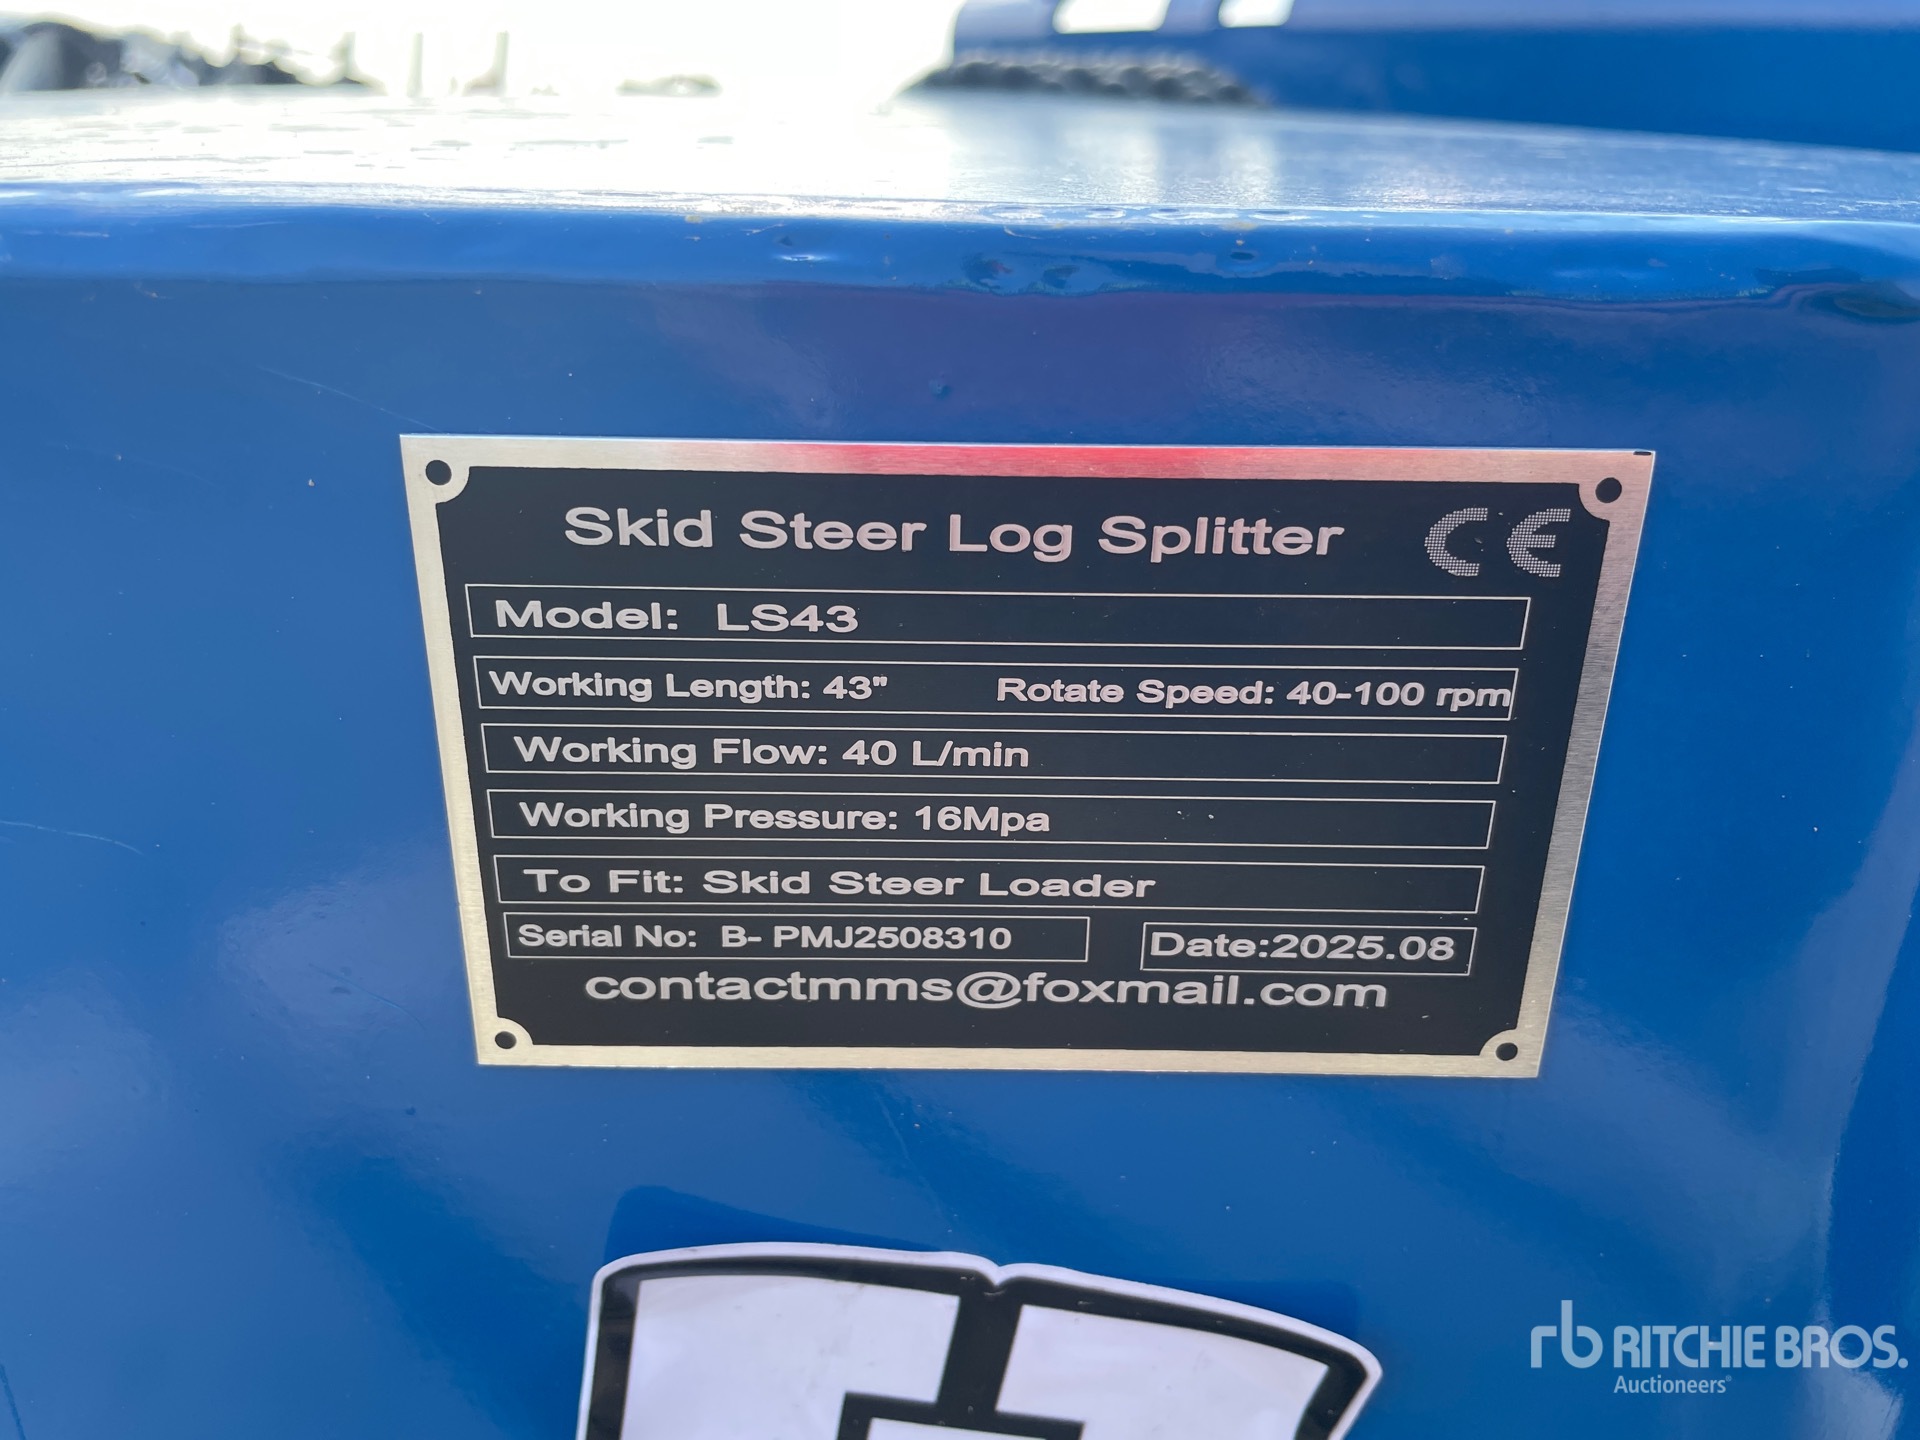 Skid Steer Log Splitter CE
Model: LS43
Working Length: 43" Rotate Speed: 40-100 rpm
Working Flow: 40 L/min
Working Pressure: 16Mpa
To Fit: Skid Steer Loader
Serial No: B- PMJ2508310 Date:2025.08
contactmms@foxmail.com
rb RITCHIE BROS.
Auctioneers